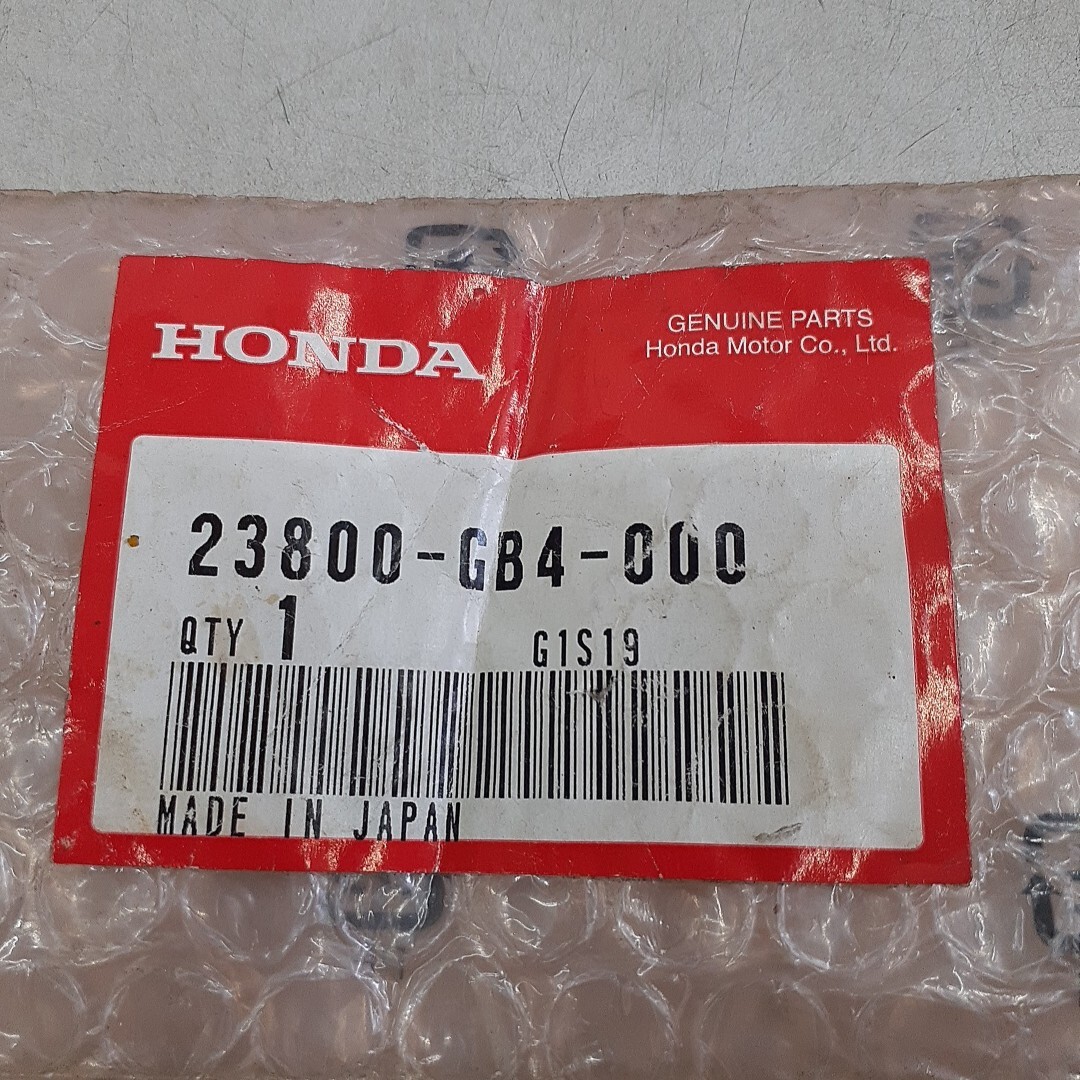 HONDA
GENUINE PARTS
Honda Motor Co., Ltd.
23800-GB4-000
QTY 1 G1S19
MADE IN JAPAN